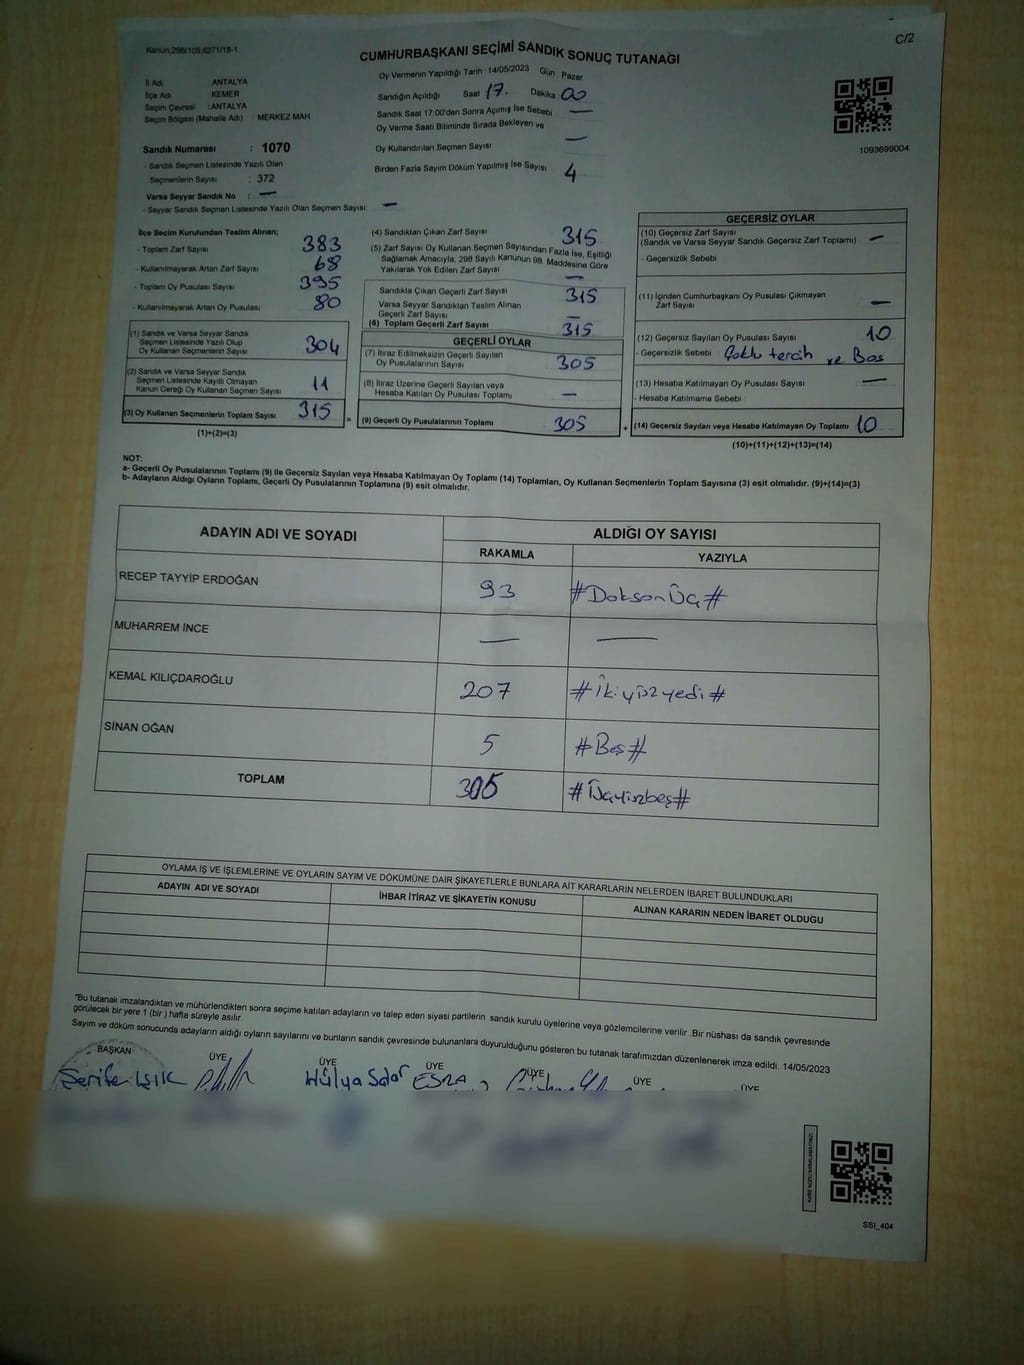 Kanun:298/105,6271/18-1
C/2
CUMHURBAŞKANI SEÇİMİ SANDIK SONUÇ TUTANAĞI
Oy Vermenin Yapıldığı Tarih 14/05/2023 Gün Pazar
İl Adı ANTALYA
İlçe Adı KEMER
Seçim Çevresi : ANTALYA
Seçim Bölgesi (Mahalle Adı) MERKEZ MAH
Sandık Numarası : 1070
- Sandık Seçmen Listesinde Yazılı Olan
Seçmenlerin Sayısı : 372
Varsa Seyyar Sandık No : —
- Seyyar Sandık Seçmen Listesinde Yazılı Olan Seçmen Sayısı —
Sandığın Açıldığı Saat 17. Dakika 00
Sandık Saat 17:00'den Sonra Açımış İse Sebebi —
Oy Verme Saati Bitiminde Sırada Bekleyen ve
Oy Kullandırılan Seçmen Sayısı —
Birden Fazla Sayım Döküm Yapılmış İse Sayısı 4
1093699004
İlçe Seçim Kurulundan Teslim Alınan;
- Toplam Zarf Sayısı 383
- Kullanılmayarak Artan Zarf Sayısı 68
- Toplam Oy Pusulası Sayısı 395
- Kullanılmayarak Artan Oy Pusulası 80
(1) Sandık ve Varsa Seyyar Sandık
Seçmen Listesinde Yazılı Olup
Oy Kullanan Seçmenlerin Sayısı 304
(2) Sandık ve Varsa Seyyar Sandık
Seçmen Listesinde Kayıtlı Olmayan
Kanun Gereği Oy Kullanan Seçmen Sayısı 11
(3) Oy Kullanan Seçmenlerin Toplam Sayısı 315 =
(1)+(2)=(3)
(4) Sandıktan Çıkan Zarf Sayısı 315
(5) Zarf Sayısı Oy Kullanan Seçmen Sayısından Fazla İse, Eşitliği
Sağlamak Amacıyla, 298 Sayılı Kanunun 98. Maddesine Göre
Yakılarak Yok Edilen Zarf Sayısı —
Sandıkta Çıkan Geçerli Zarf Sayısı 315
Varsa Seyyar Sandıktan Teslim Alınan
Geçerli Zarf Sayısı —
(6) Toplam Geçerli Zarf Sayısı 315
GEÇERLİ OYLAR
(7) İtiraz Edilmeksizin Geçerli Sayılan
Oy Pusulalarının Sayısı 305
(8) İtiraz Üzerine Geçerli Sayılan veya
Hesaba Katılan Oy Pusulası Toplamı —
(9) Geçerli Oy Pusulalarının Toplamı 305 +
GEÇERSİZ OYLAR
(10) Geçersiz Zarf Sayısı
(Sandık ve Varsa Seyyar Sandık Geçersiz Zarf Toplamı) —
- Geçersizlik Sebebi
(11) İçinden Cumhurbaşkanı Oy Pusulası Çıkmayan
Zarf Sayısı —
(12) Geçersiz Sayılan Oy Pusulası Sayısı 10
- Geçersizlik Sebebi Çoklu tercih ve Bos
(13) Hesaba Katılmayan Oy Pusulası Sayısı —
- Hesaba Katılmama Sebebi
(14) Geçersiz Sayılan veya Hesaba Katılmayan Oy Toplamı 10
(10)+(11)+(12)+(13)=(14)
NOT:
a- Geçerli Oy Pusulalarının Toplamı (9) ile Geçersiz Sayılan veya Hesaba Katılmayan Oy Toplamı (14) Toplamları, Oy Kullanan Seçmenlerin Toplam Sayısına (3) eşit olmalıdır. (9)+(14)=(3)
b- Adayların Aldığı Oyların Toplamı, Geçerli Oy Pusulalarının Toplamına (9) eşit olmalıdır.
ADAYIN ADI VE SOYADI ALDIĞI OY SAYISI
RAKAMLA YAZIYLA
RECEP TAYYİP ERDOĞAN 93 #DoksanÜç#
MUHARREM İNCE — —
KEMAL KILIÇDAROĞLU 207 #İkiyüzyedi#
SİNAN OĞAN 5 #Beş#
TOPLAM 305 #Üçyüzbeş#
OYLAMA İŞ VE İŞLEMLERİNE VE OYLARIN SAYIM VE DÖKÜMÜNE DAİR ŞİKAYETLERLE BUNLARA AİT KARARLARIN NELERDEN İBARET BULUNDUKLARI
ADAYIN ADI VE SOYADI İHBAR İTİRAZ VE ŞİKAYETİN KONUSU ALINAN KARARIN NEDEN İBARET OLDUĞU
*Bu tutanak imzalandıktan ve mühürlendikten sonra seçime katılan adayların ve talep eden siyasi partilerin sandık kurulu üyelerine veya gözlemcilerine verilir .Bir nüshası da sandık çevresinde
görülecek bir yere 1 (bir ) hafta süreyle asılır.
Sayım ve döküm sonucunda adayların aldığı oyların sayılarını ve bunların sandık çevresinde bulunanlara duyurulduğunu gösteren bu tutanak tarafımızdan düzenlenerek imza edildi. 14/05/2023
BAŞKAN ÜYE ÜYE ÜYE ÜYE ÜYE ÜYE
Şerife Işık Hülya Solar ESRA
SSI_404